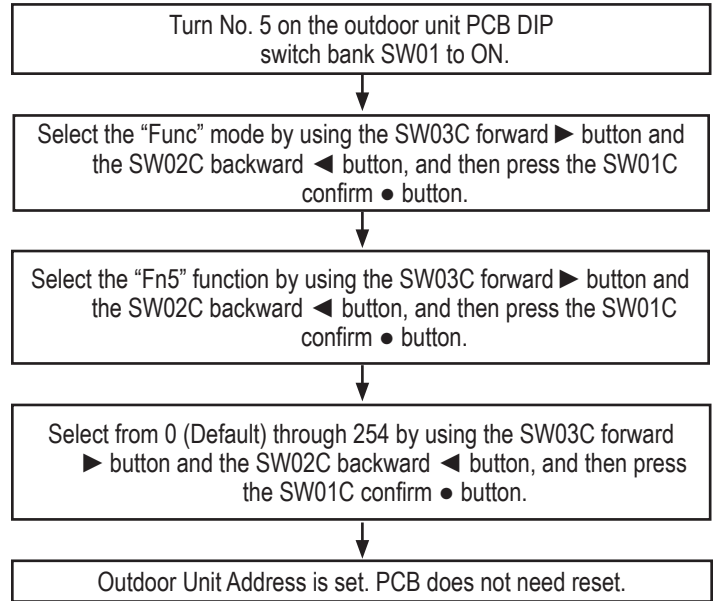 Turn No. 5 on the outdoor unit PCB DIP
switch bank SW01 to ON.
Select the “Func” mode by using the SW03C forward ► button and
the SW02C backward ◄ button, and then press the SW01C
confirm ● button.
Select the “Fn5” function by using the SW03C forward ► button and
the SW02C backward ◄ button, and then press the SW01C
confirm ● button.
Select from 0 (Default) through 254 by using the SW03C forward
► button and the SW02C backward ◄ button, and then press
the SW01C confirm ● button.
Outdoor Unit Address is set. PCB does not need reset.